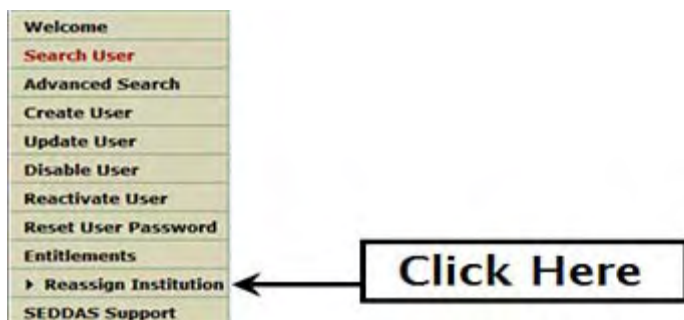 Welcome
Search User
Advanced Search
Create User
Update User
Disable User
Reactivate User
Reset User Password
Entitlements
Reassign Institution
Click Here
SEDDAS Support